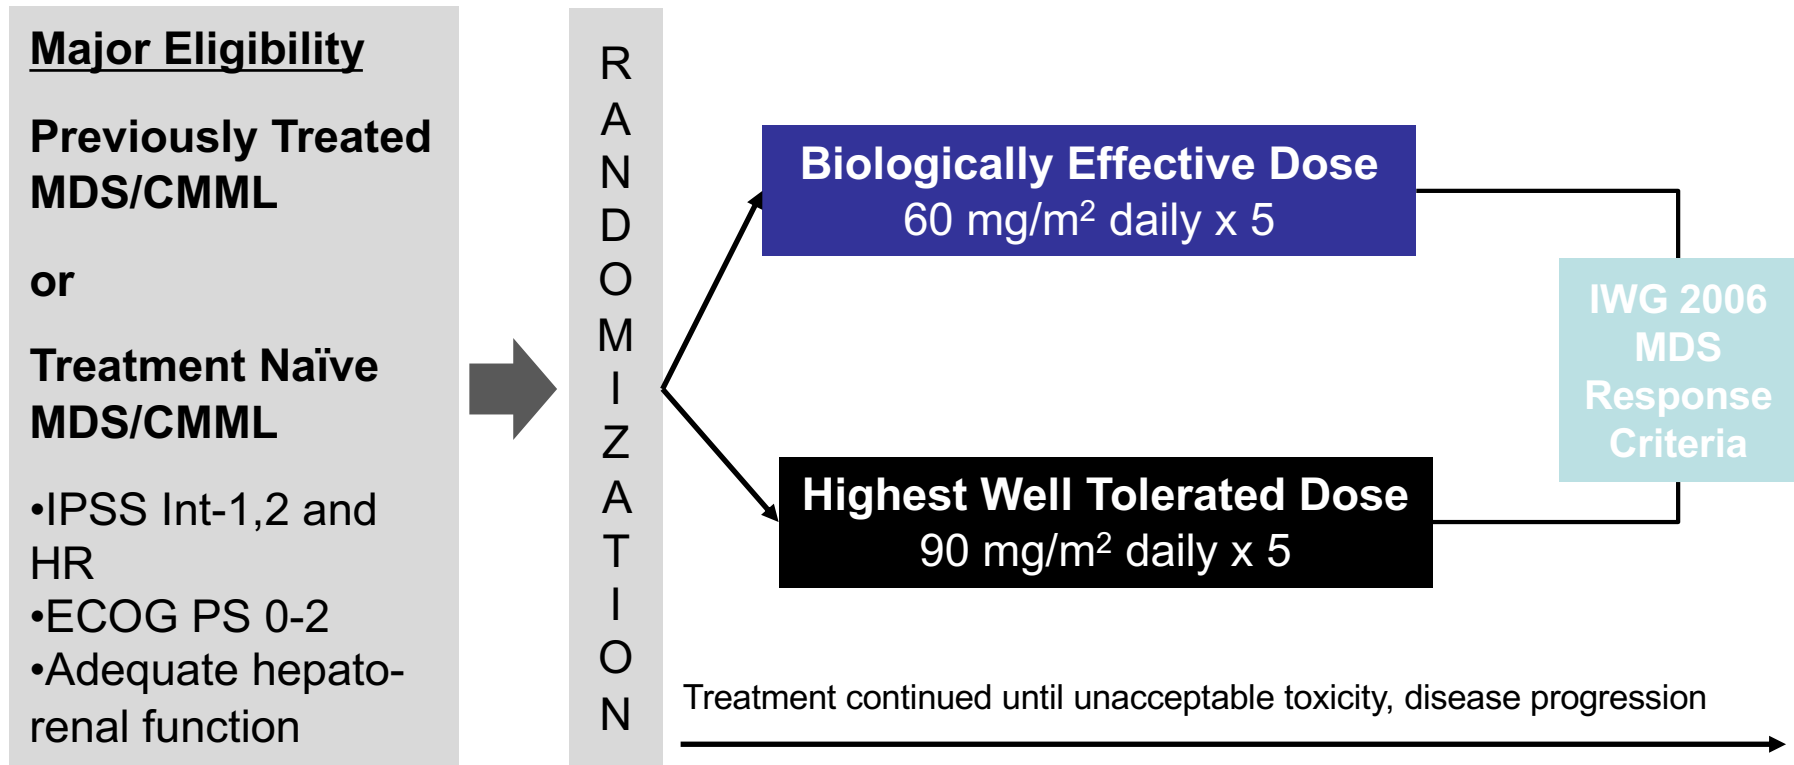 Major Eligibility
Previously Treated
MDS/CMML
or
Treatment Naïve
MDS/CMML
•IPSS Int-1,2 and
HR
•ECOG PS 0-2
•Adequate hepato-
renal function
R
A
N
D
O
M
I
Z
A
T
I
O
N
Biologically Effective Dose
60 mg/m² daily x 5
Highest Well Tolerated Dose
90 mg/m² daily x 5
IWG 2006
MDS
Response
Criteria
Treatment continued until unacceptable toxicity, disease progression